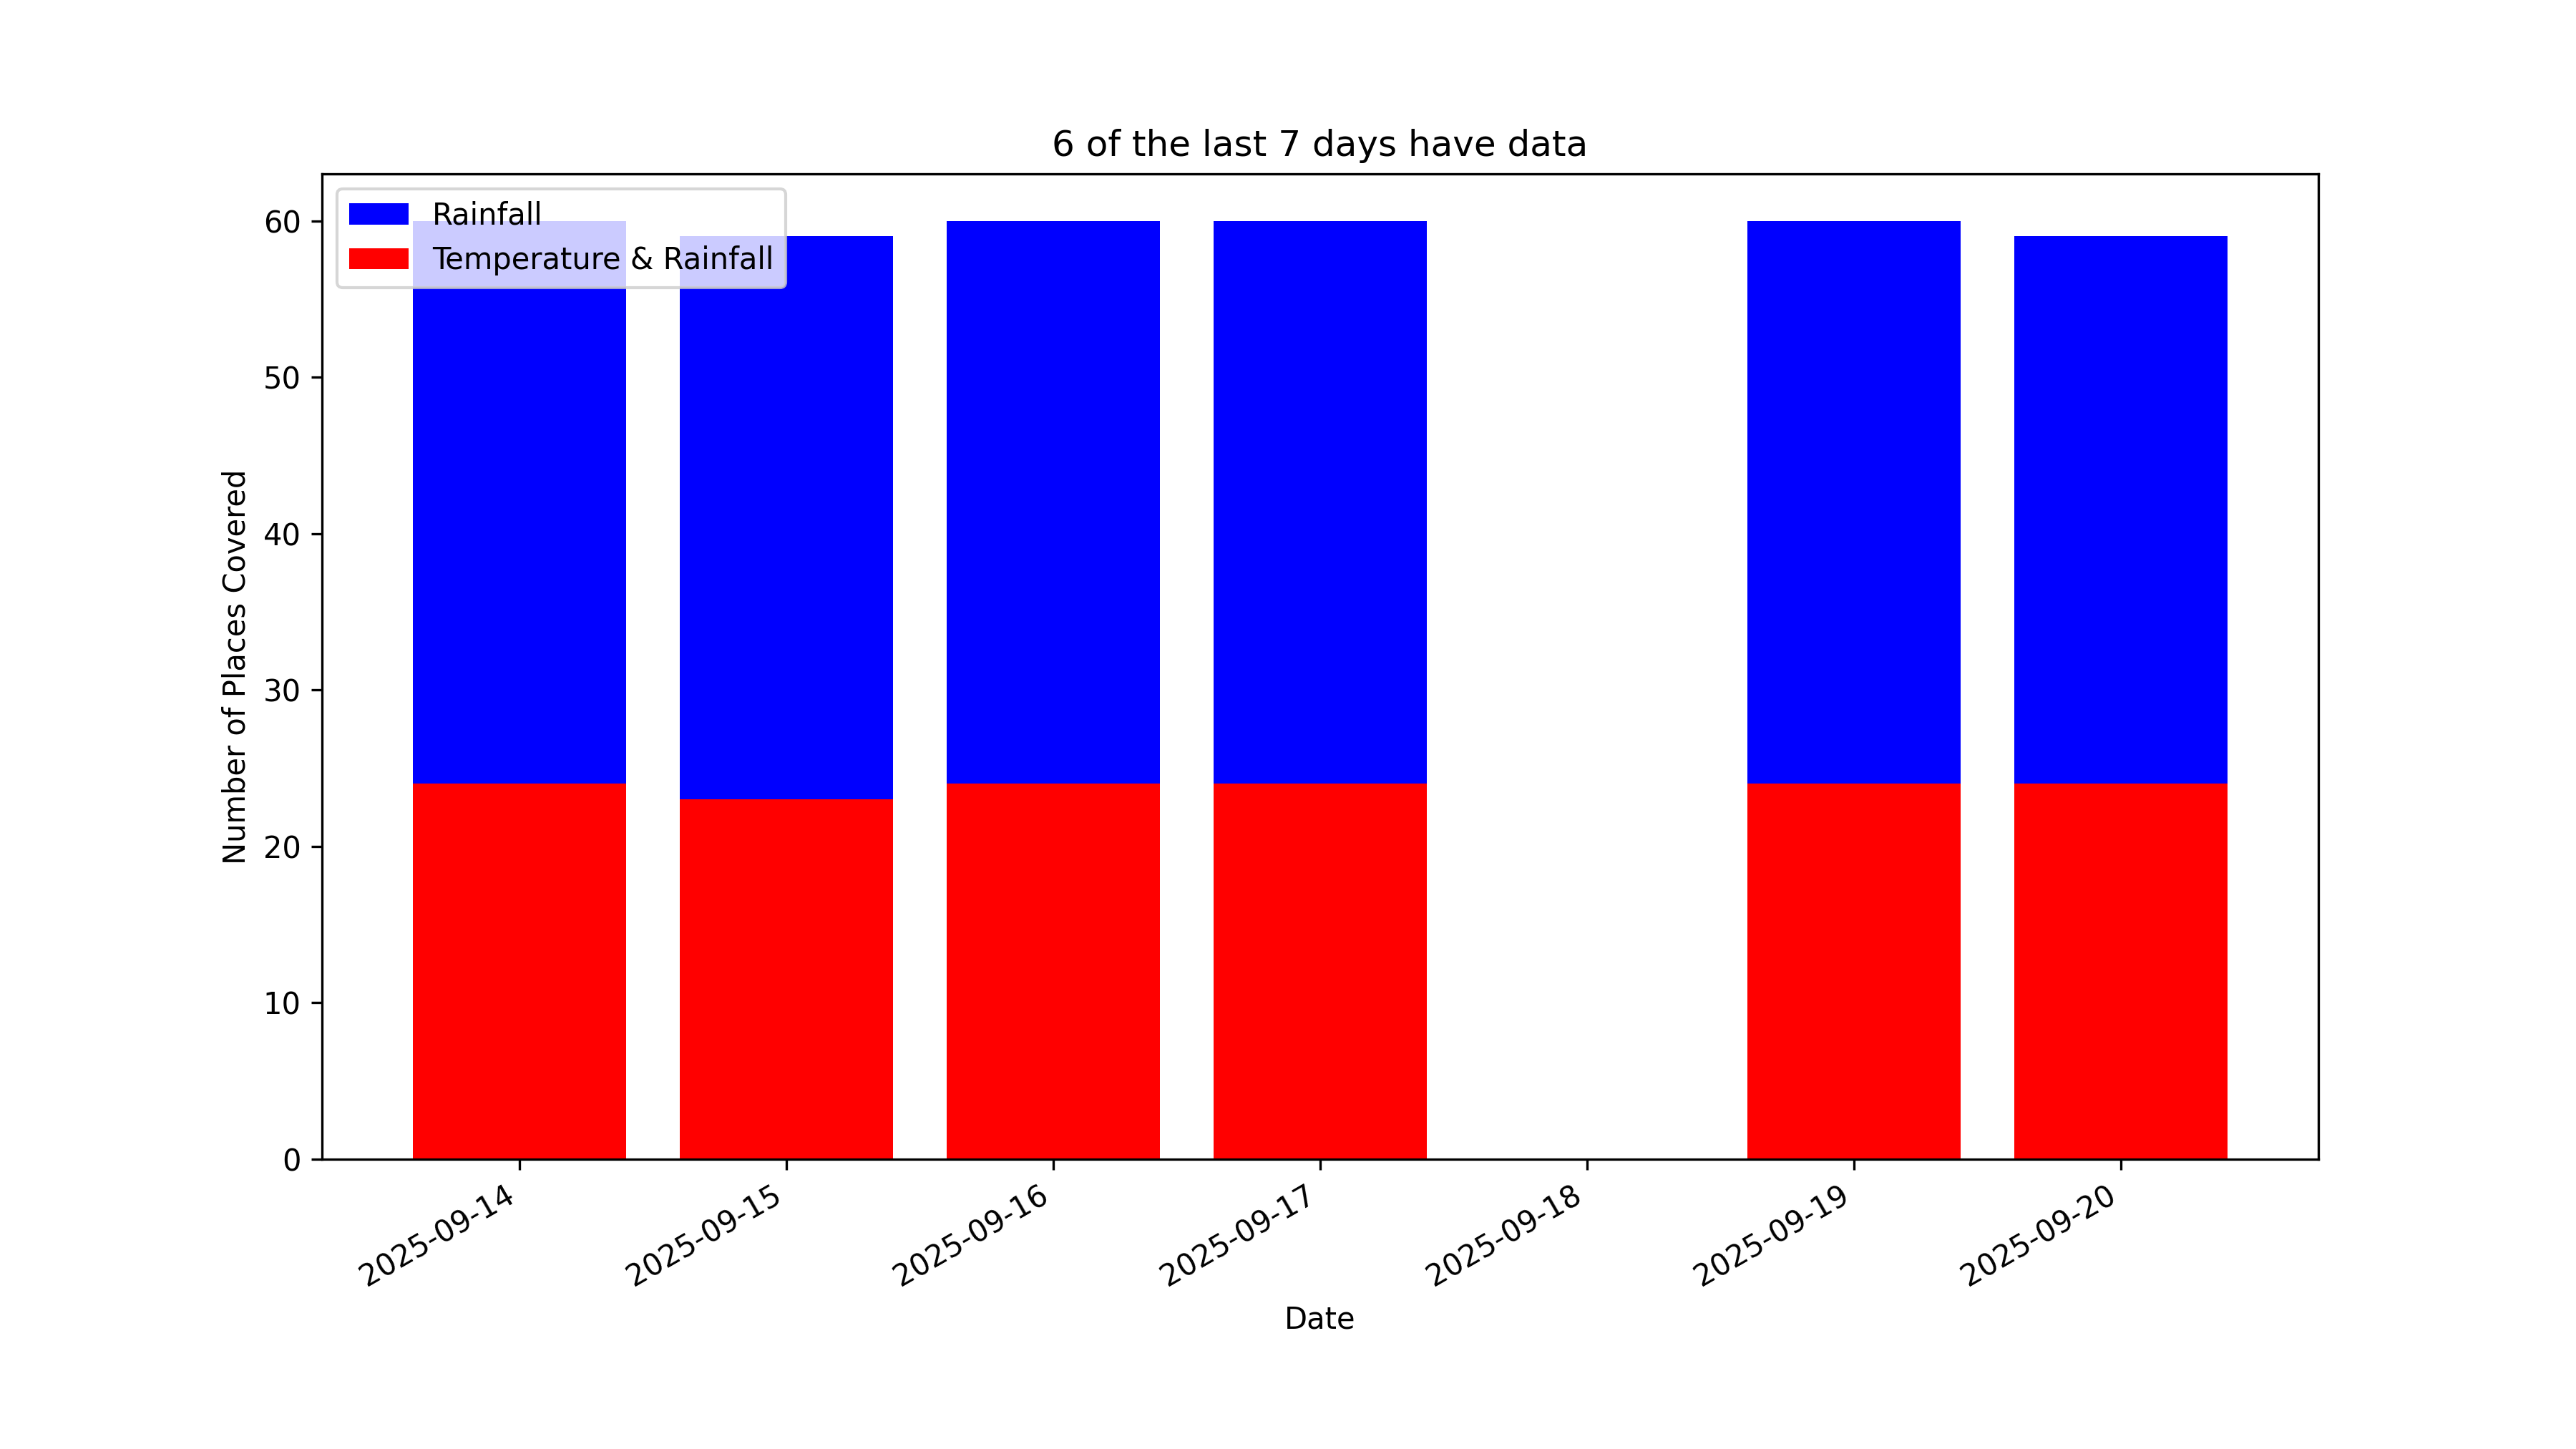 6 of the last 7 days have data
Rainfall
Temperature & Rainfall
Number of Places Covered
60
50
40
30
20
10
0
2025-09-14
2025-09-15
2025-09-16
2025-09-17
2025-09-18
2025-09-19
2025-09-20
Date